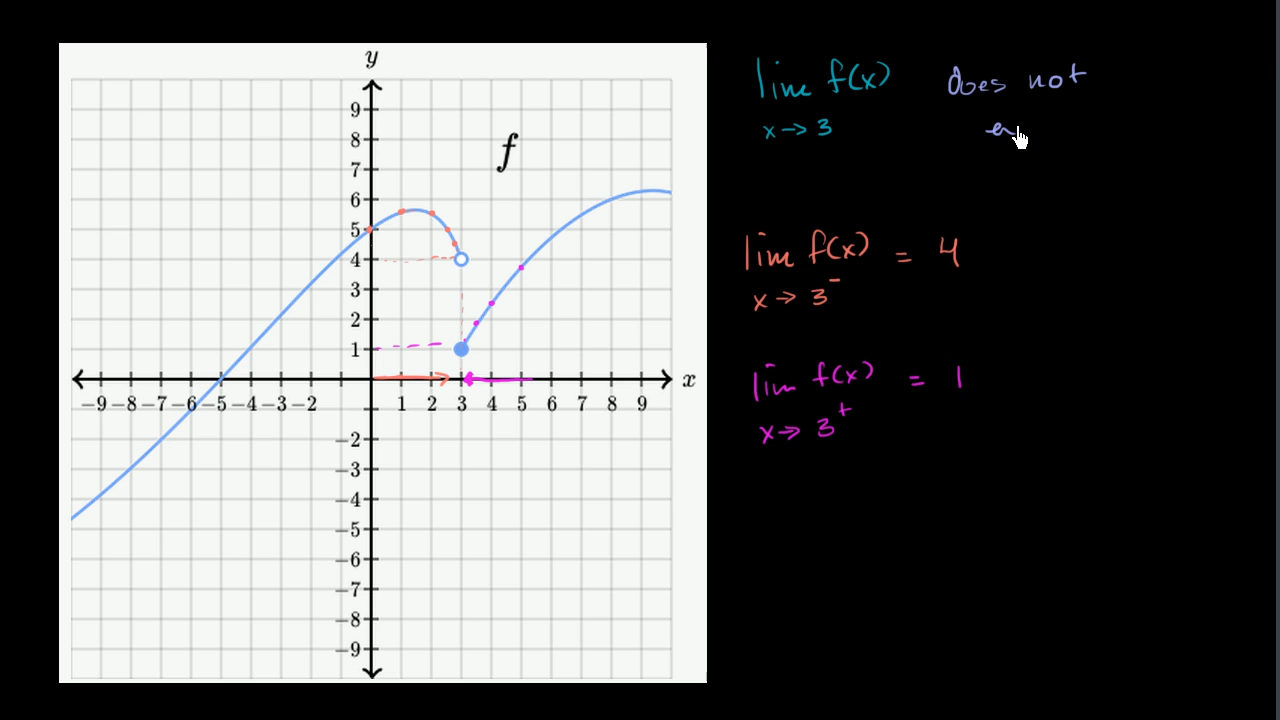 y
9
8
7
6
5
4
3
2
1
f
x
−9 −8 −7 −6 −5 −4 −3 −2 1 2 3 4 5 6 7 8 9
−2
−3
−4
−5
−6
−7
−8
−9
lim f(x) does not
x → 3
lim f(x) = 4
x → 3⁻
lim f(x) = 1
x → 3⁺